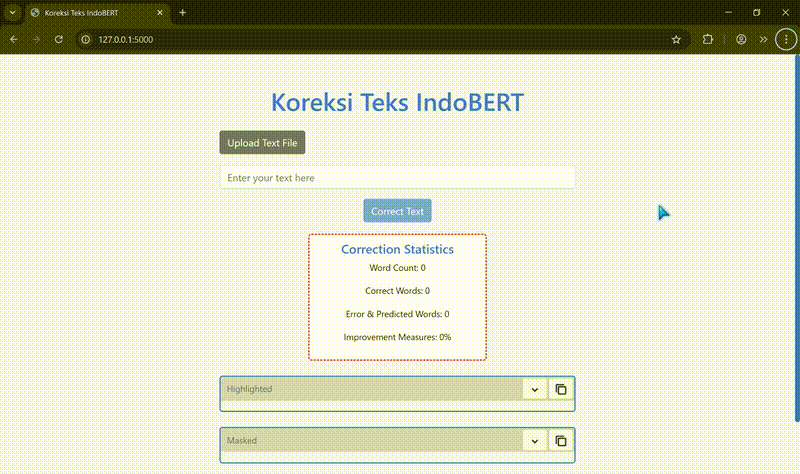 Koreksi Teks IndoBERT
127.0.0.1:5000
Koreksi Teks IndoBERT
Upload Text File
Enter your text here
Correct Text
Correction Statistics
Word Count: 0
Correct Words: 0
Error & Predicted Words: 0
Improvement Measures: 0%
Highlighted
Masked